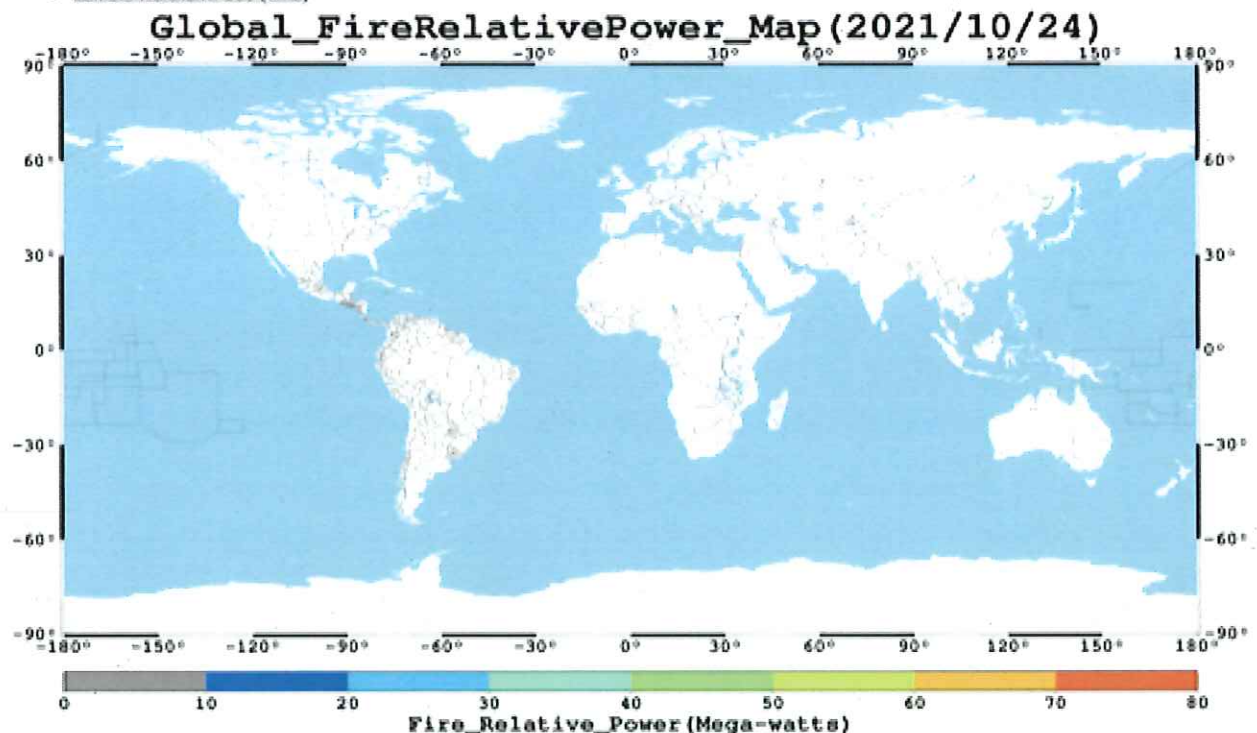 Global_FireRelativePower_Map(2021/10/24)
-180° -150° -120° -90° -60° -30° 0° 30° 60° 90° 120° 150° 180°
90° 90°
60° 60°
30° 30°
0° 0°
-30° -30°
-60° -60°
-90° -90°
-180° -150° -120° -90° -60° -30° 0° 30° 60° 90° 120° 150° 180°
0 10 20 30 40 50 60 70 80
Fire_Relative_Power(Mega-watts)